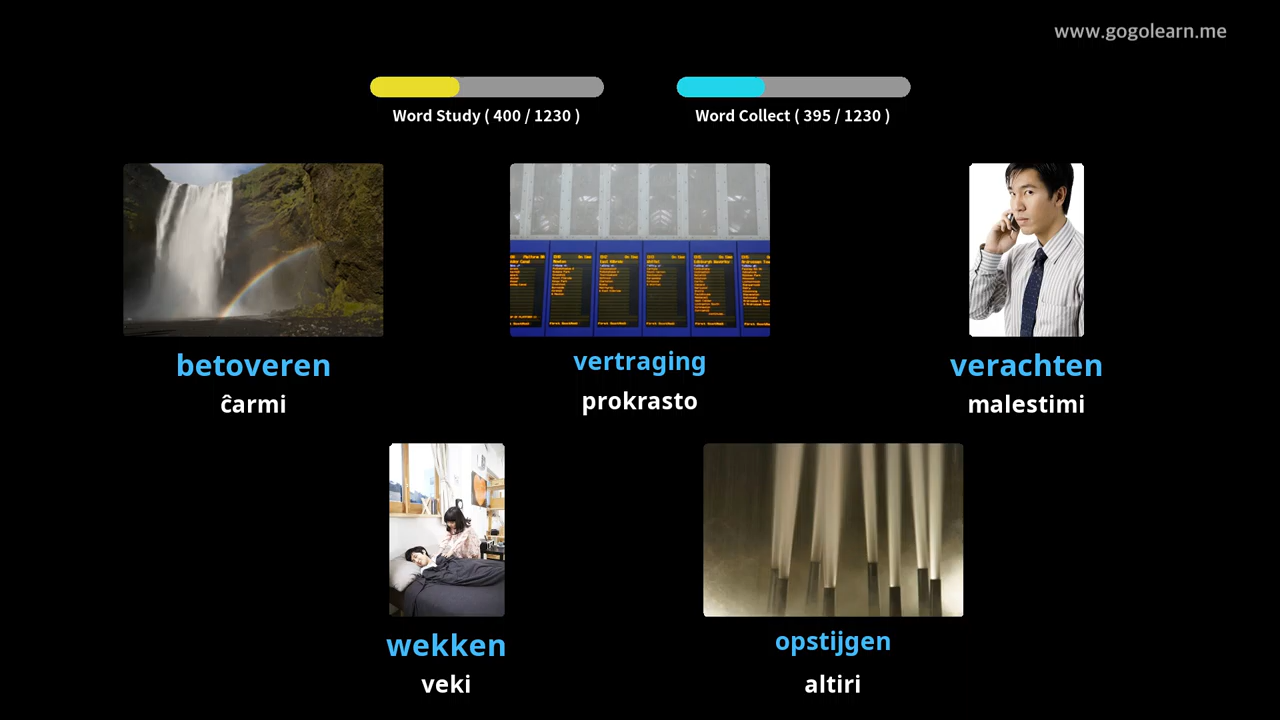 www.gogolearn.me
Word Study ( 400 / 1230 )
Word Collect ( 395 / 1230 )
betoveren
ĉarmi
vertraging
prokrasto
verachten
malestimi
wekken
veki
opstijgen
altiri